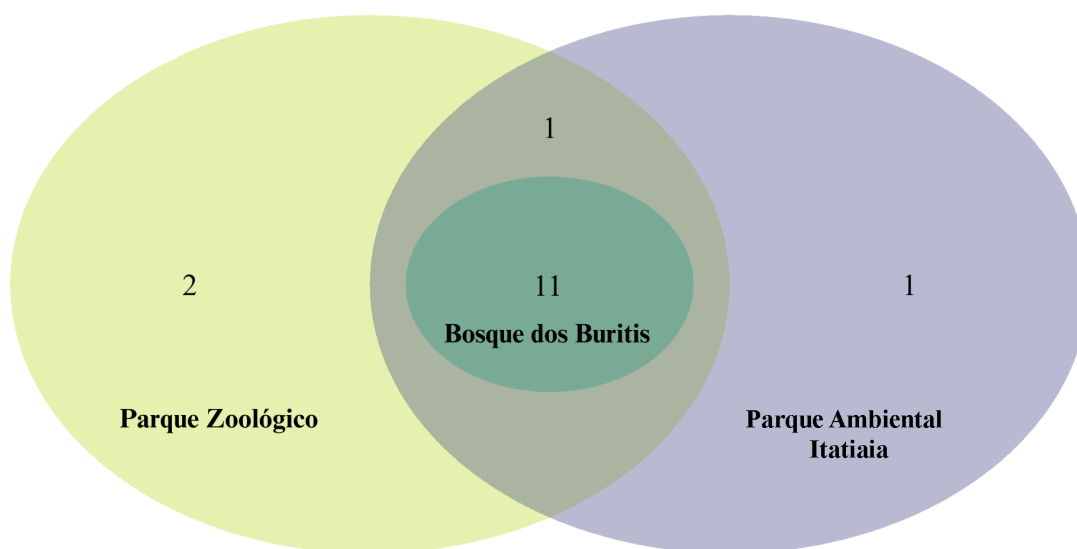 1
2
11
1
Bosque dos Buritis
Parque Zoológico
Parque Ambiental
Itatiaia